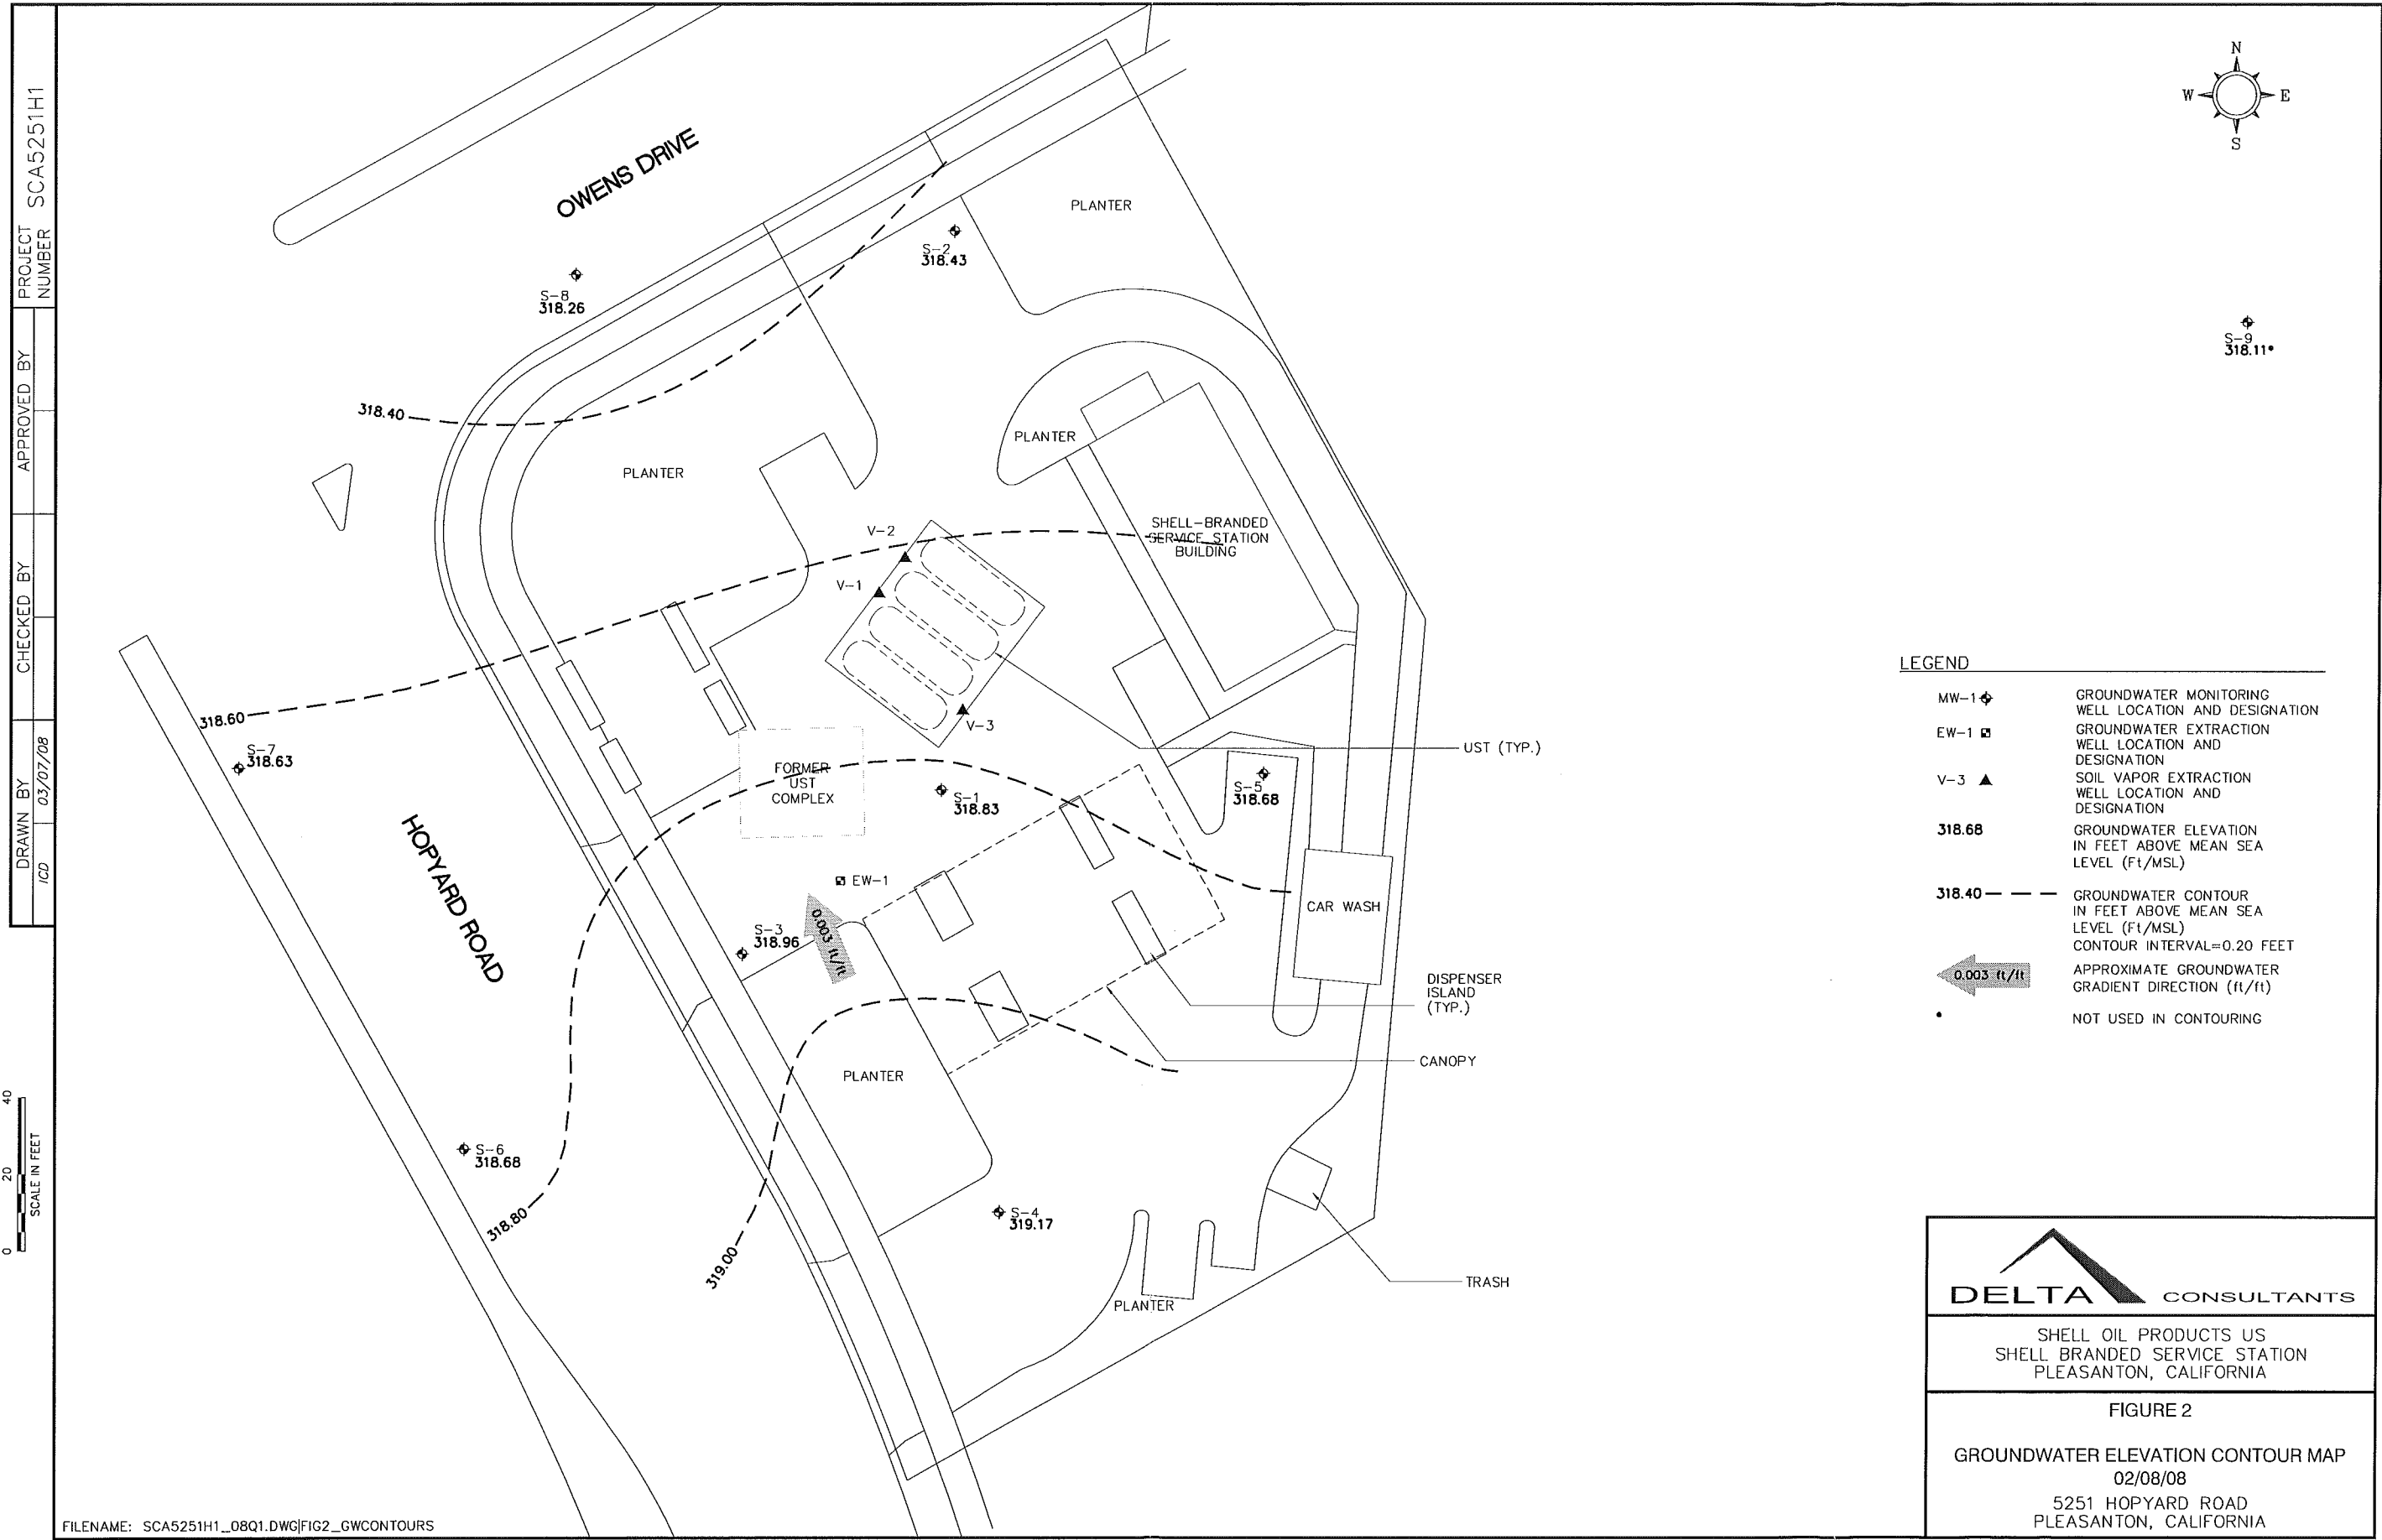 PROJECT
NUMBER SCA5251H1
APPROVED BY
CHECKED BY
DRAWN BY
ICD 03/07/08
0 20 40
SCALE IN FEET
N
W E
S
OWENS DRIVE
HOPYARD ROAD
PLANTER
S-2
318.43
S-8
318.26
S-9
318.11*
318.40
PLANTER
PLANTER
SHELL-BRANDED
SERVICE STATION
BUILDING
V-2
V-1
V-3
318.60
S-7
318.63
FORMER
UST
COMPLEX
UST (TYP.)
S-1
318.83
S-5
318.68
EW-1
CAR WASH
S-3
318.96
0.003 ft/ft
DISPENSER
ISLAND
(TYP.)
CANOPY
PLANTER
S-6
318.68
318.80
S-4
319.17
319.00
TRASH
PLANTER
LEGEND
MW-1 GROUNDWATER MONITORING
WELL LOCATION AND DESIGNATION
EW-1 GROUNDWATER EXTRACTION
WELL LOCATION AND
DESIGNATION
V-3 SOIL VAPOR EXTRACTION
WELL LOCATION AND
DESIGNATION
318.68 GROUNDWATER ELEVATION
IN FEET ABOVE MEAN SEA
LEVEL (Ft/MSL)
318.40 GROUNDWATER CONTOUR
IN FEET ABOVE MEAN SEA
LEVEL (Ft/MSL)
CONTOUR INTERVAL=0.20 FEET
0.003 ft/ft APPROXIMATE GROUNDWATER
GRADIENT DIRECTION (ft/ft)
* NOT USED IN CONTOURING
DELTA CONSULTANTS
SHELL OIL PRODUCTS US
SHELL BRANDED SERVICE STATION
PLEASANTON, CALIFORNIA
FIGURE 2
GROUNDWATER ELEVATION CONTOUR MAP
02/08/08
5251 HOPYARD ROAD
PLEASANTON, CALIFORNIA
FILENAME: SCA5251H1_08Q1.DWG|FIG2_GWCONTOURS